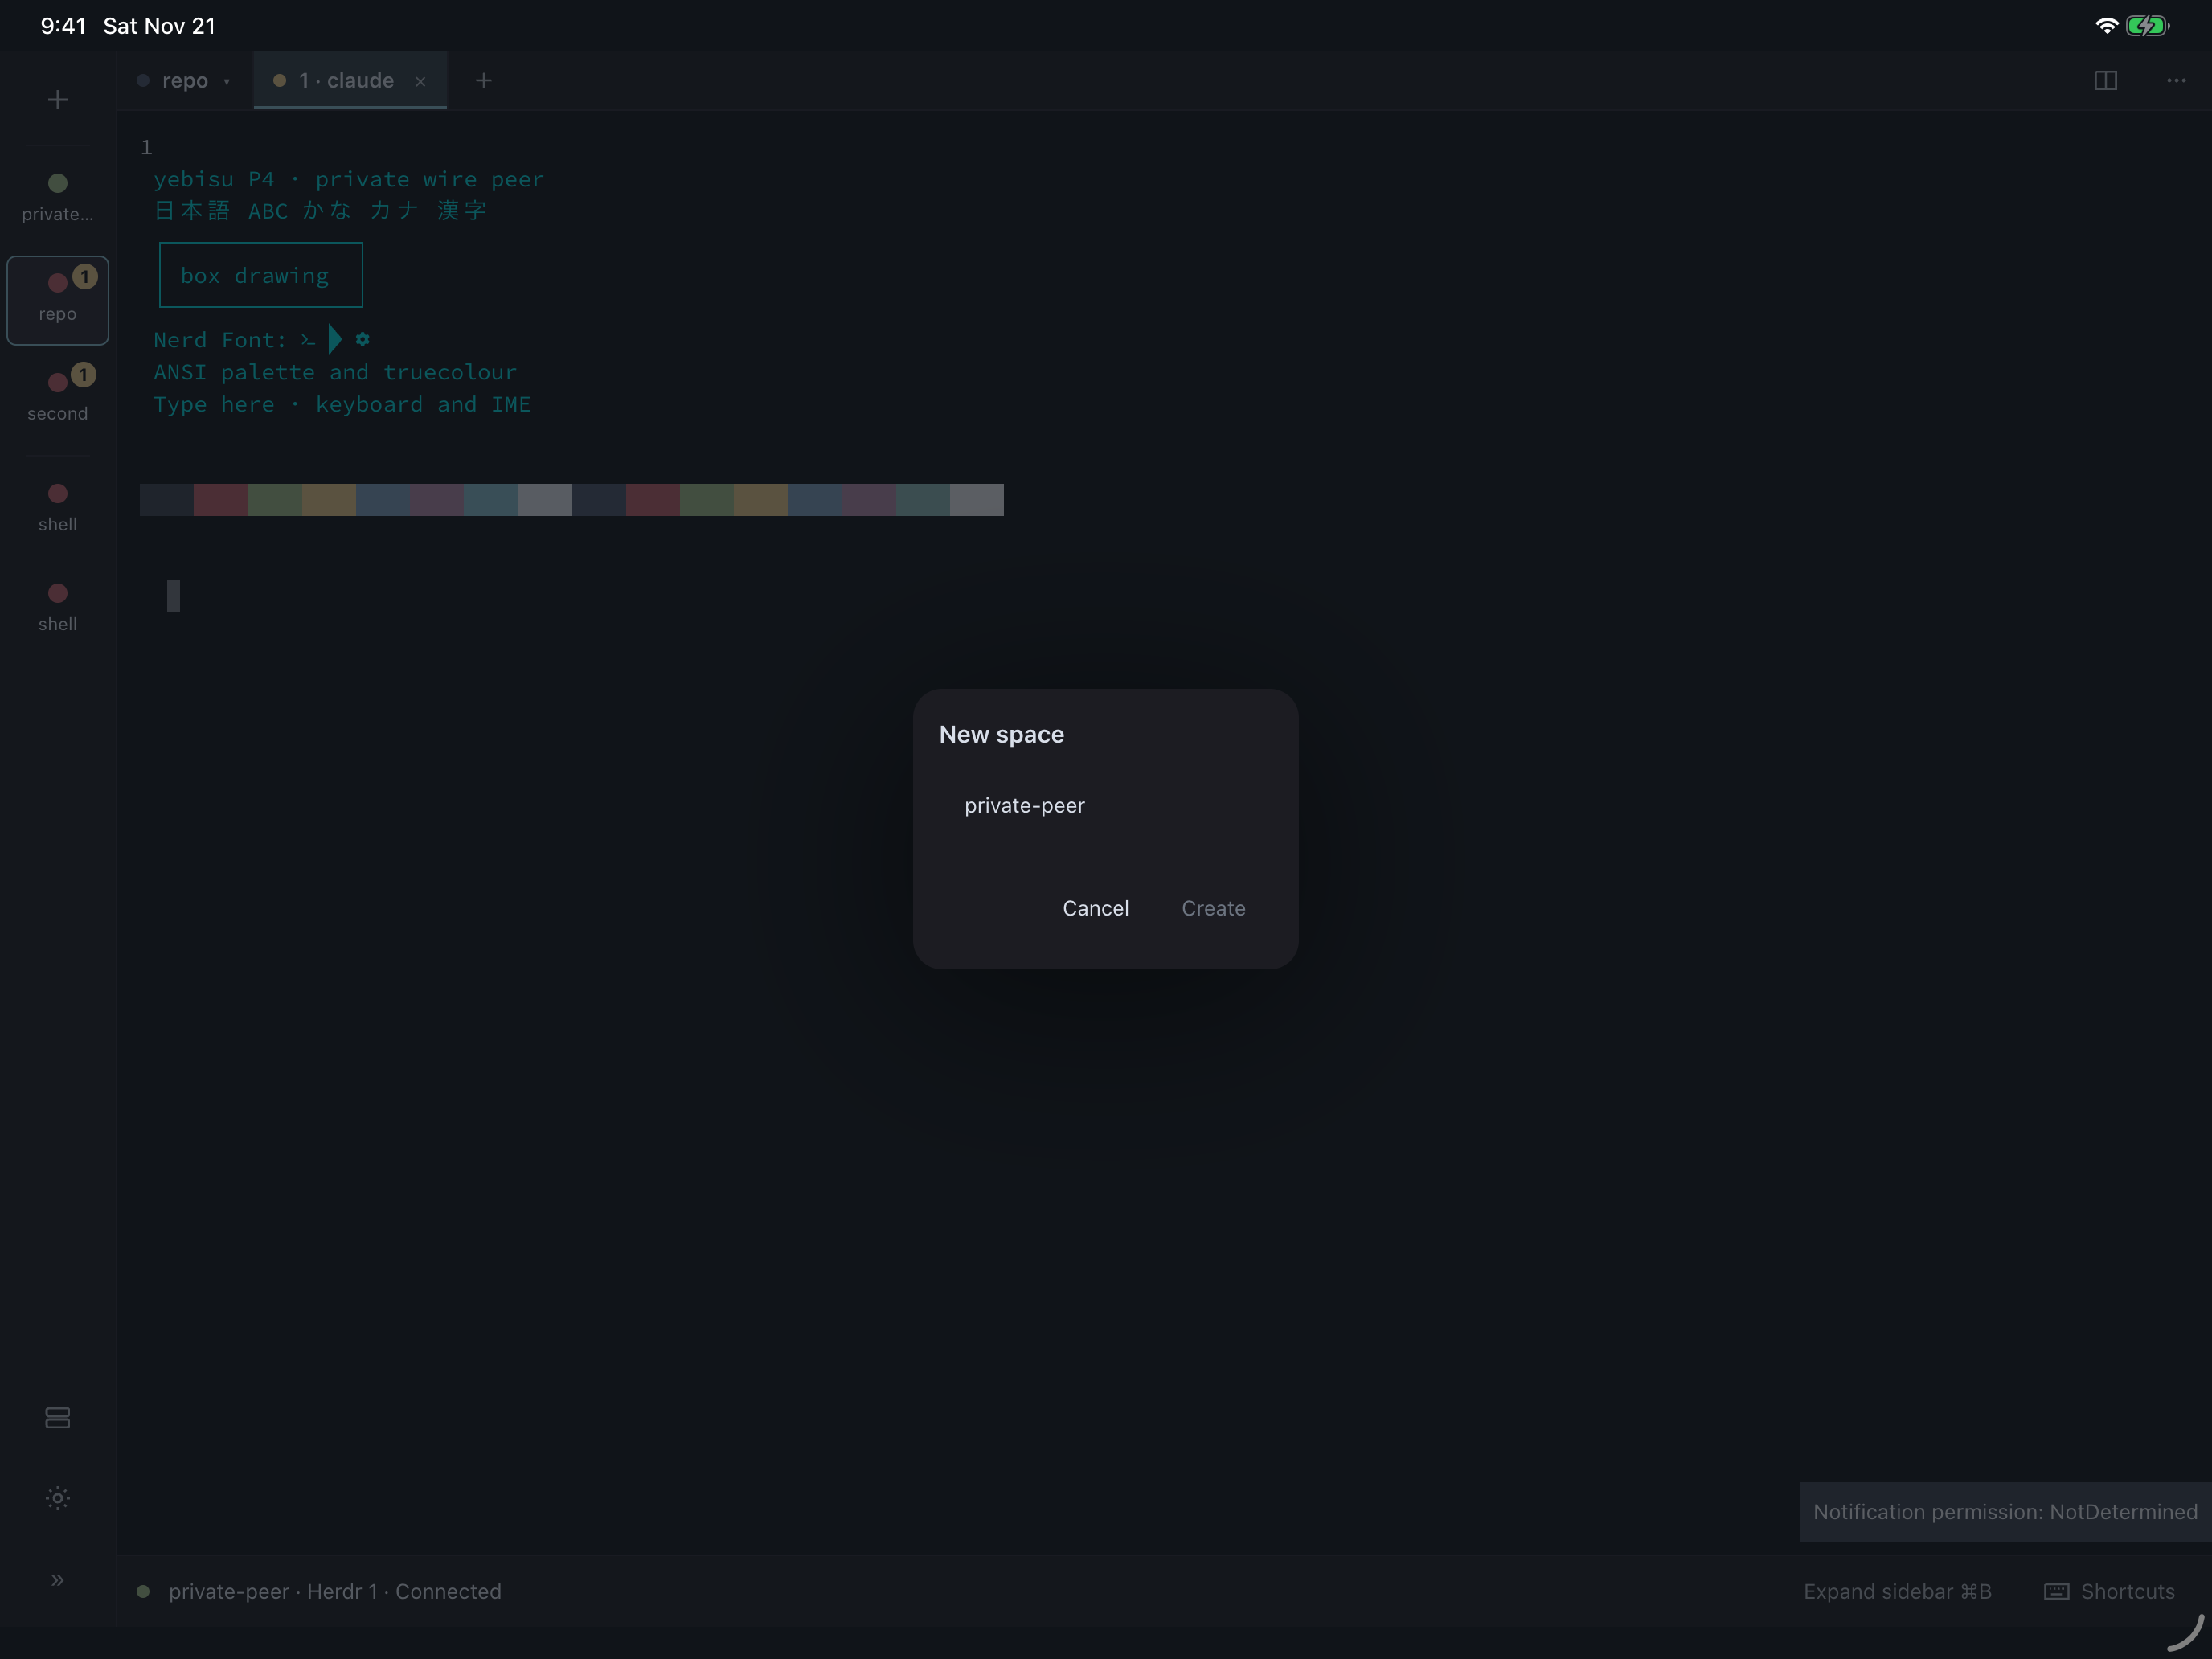 9:41 Sat Nov 21
repo ▾ 1 · claude × +
+
private...
1
repo
1
second
shell
shell
1
yebisu P4 · private wire peer
日本語 ABC かな カナ 漢字
box drawing
Nerd Font:
ANSI palette and truecolour
Type here · keyboard and IME
New space
private-peer
Cancel Create
Notification permission: NotDetermined
»
private-peer · Herdr 1 · Connected
Expand sidebar ⌘B Shortcuts